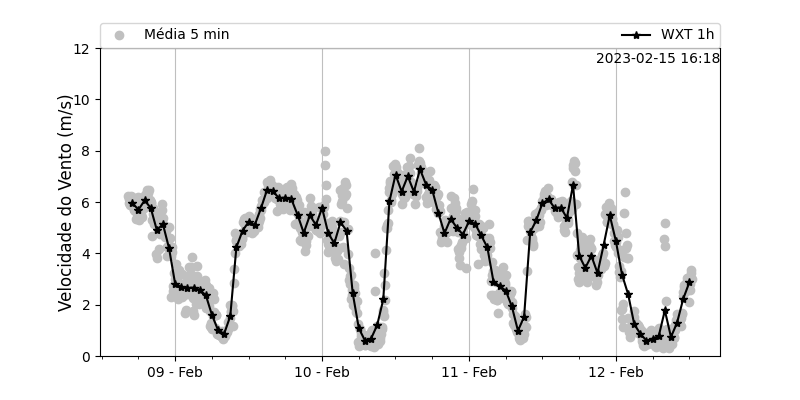 Média 5 min
WXT 1h
2023-02-15 16:18
Velocidade do Vento (m/s)
12
10
8
6
4
2
0
09 - Feb
10 - Feb
11 - Feb
12 - Feb